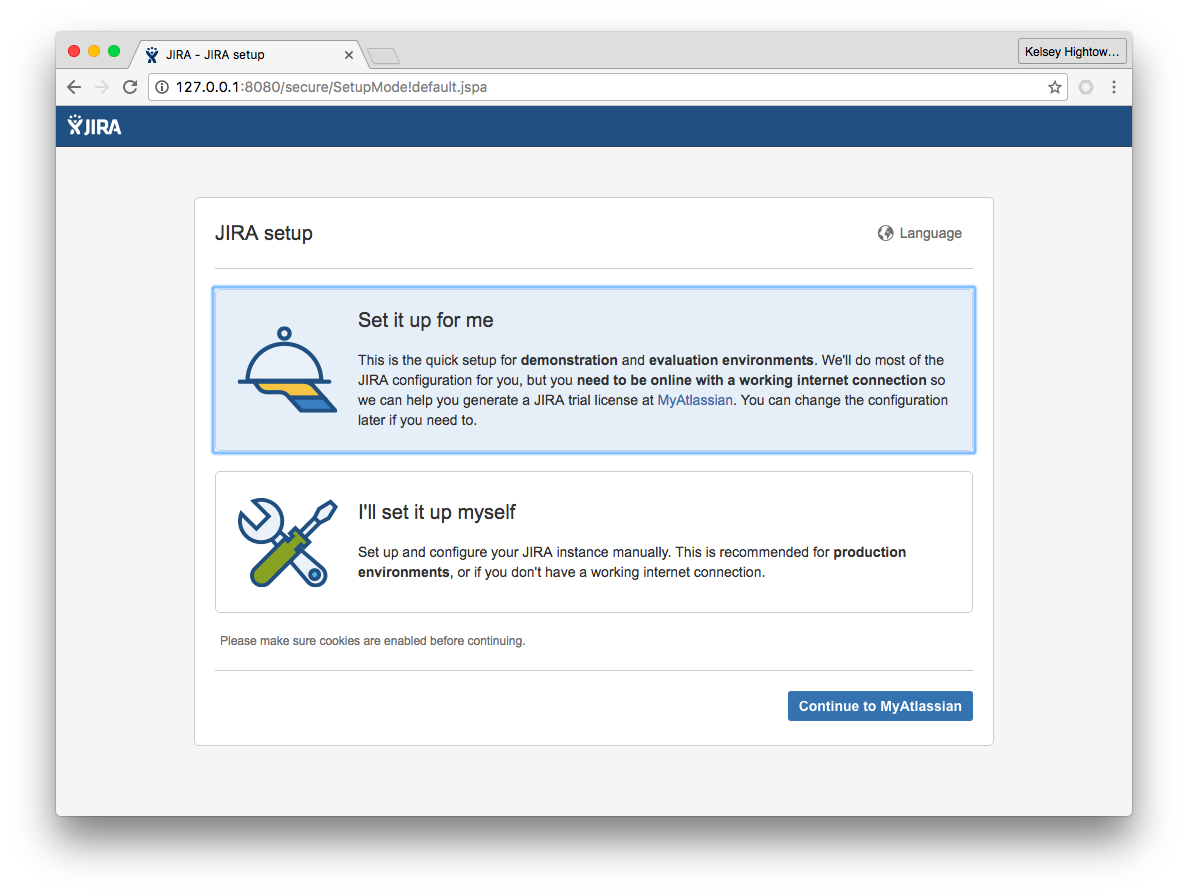 JIRA - JIRA setup
Kelsey Hightow…
127.0.0.1:8080/secure/SetupMode!default.jspa
JIRA
JIRA setup
Language
Set it up for me
This is the quick setup for demonstration and evaluation environments. We'll do most of the
JIRA configuration for you, but you need to be online with a working internet connection so
we can help you generate a JIRA trial license at MyAtlassian. You can change the configuration
later if you need to.
I'll set it up myself
Set up and configure your JIRA instance manually. This is recommended for production
environments, or if you don't have a working internet connection.
Please make sure cookies are enabled before continuing.
Continue to MyAtlassian